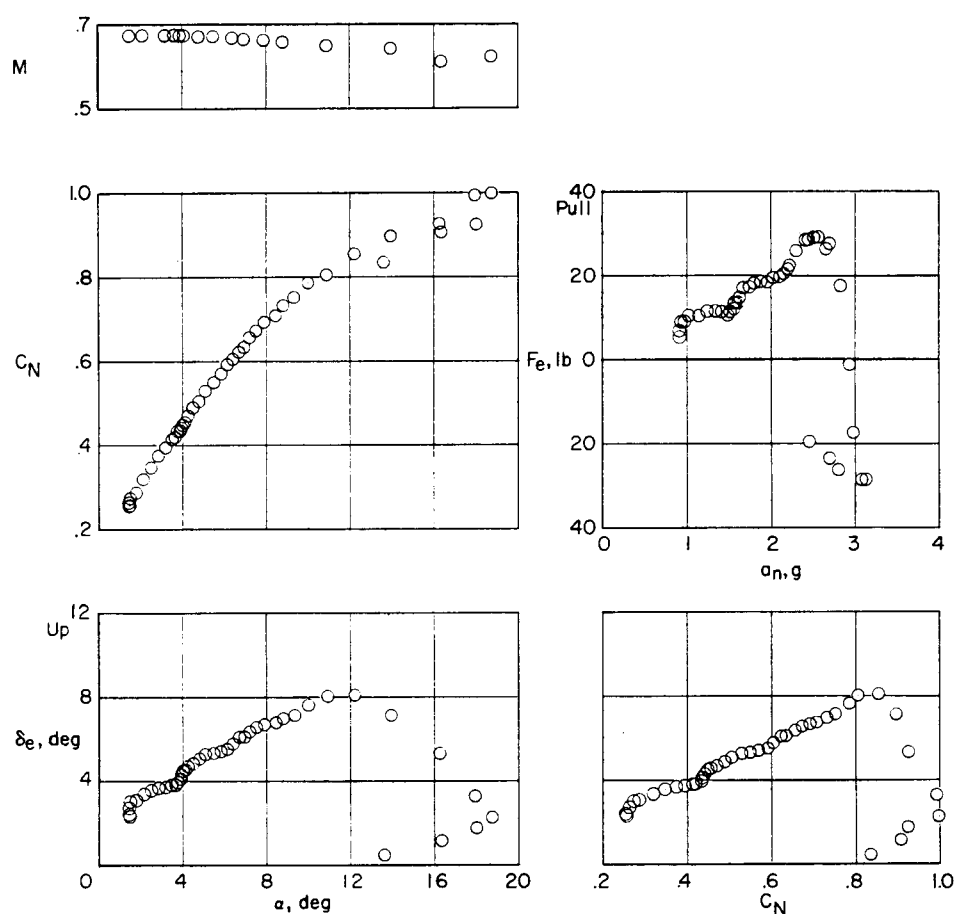 .7
M
.5
1.0
.8
C_N
.6
.4
.2
40
Pull
20
F_e, lb 0
20
40
0 1 2 3 4
a_n, g
12
Up
8
δ_e, deg
4
0 4 8 12 16 20
α, deg
.2 .4 .6 .8 1.0
C_N